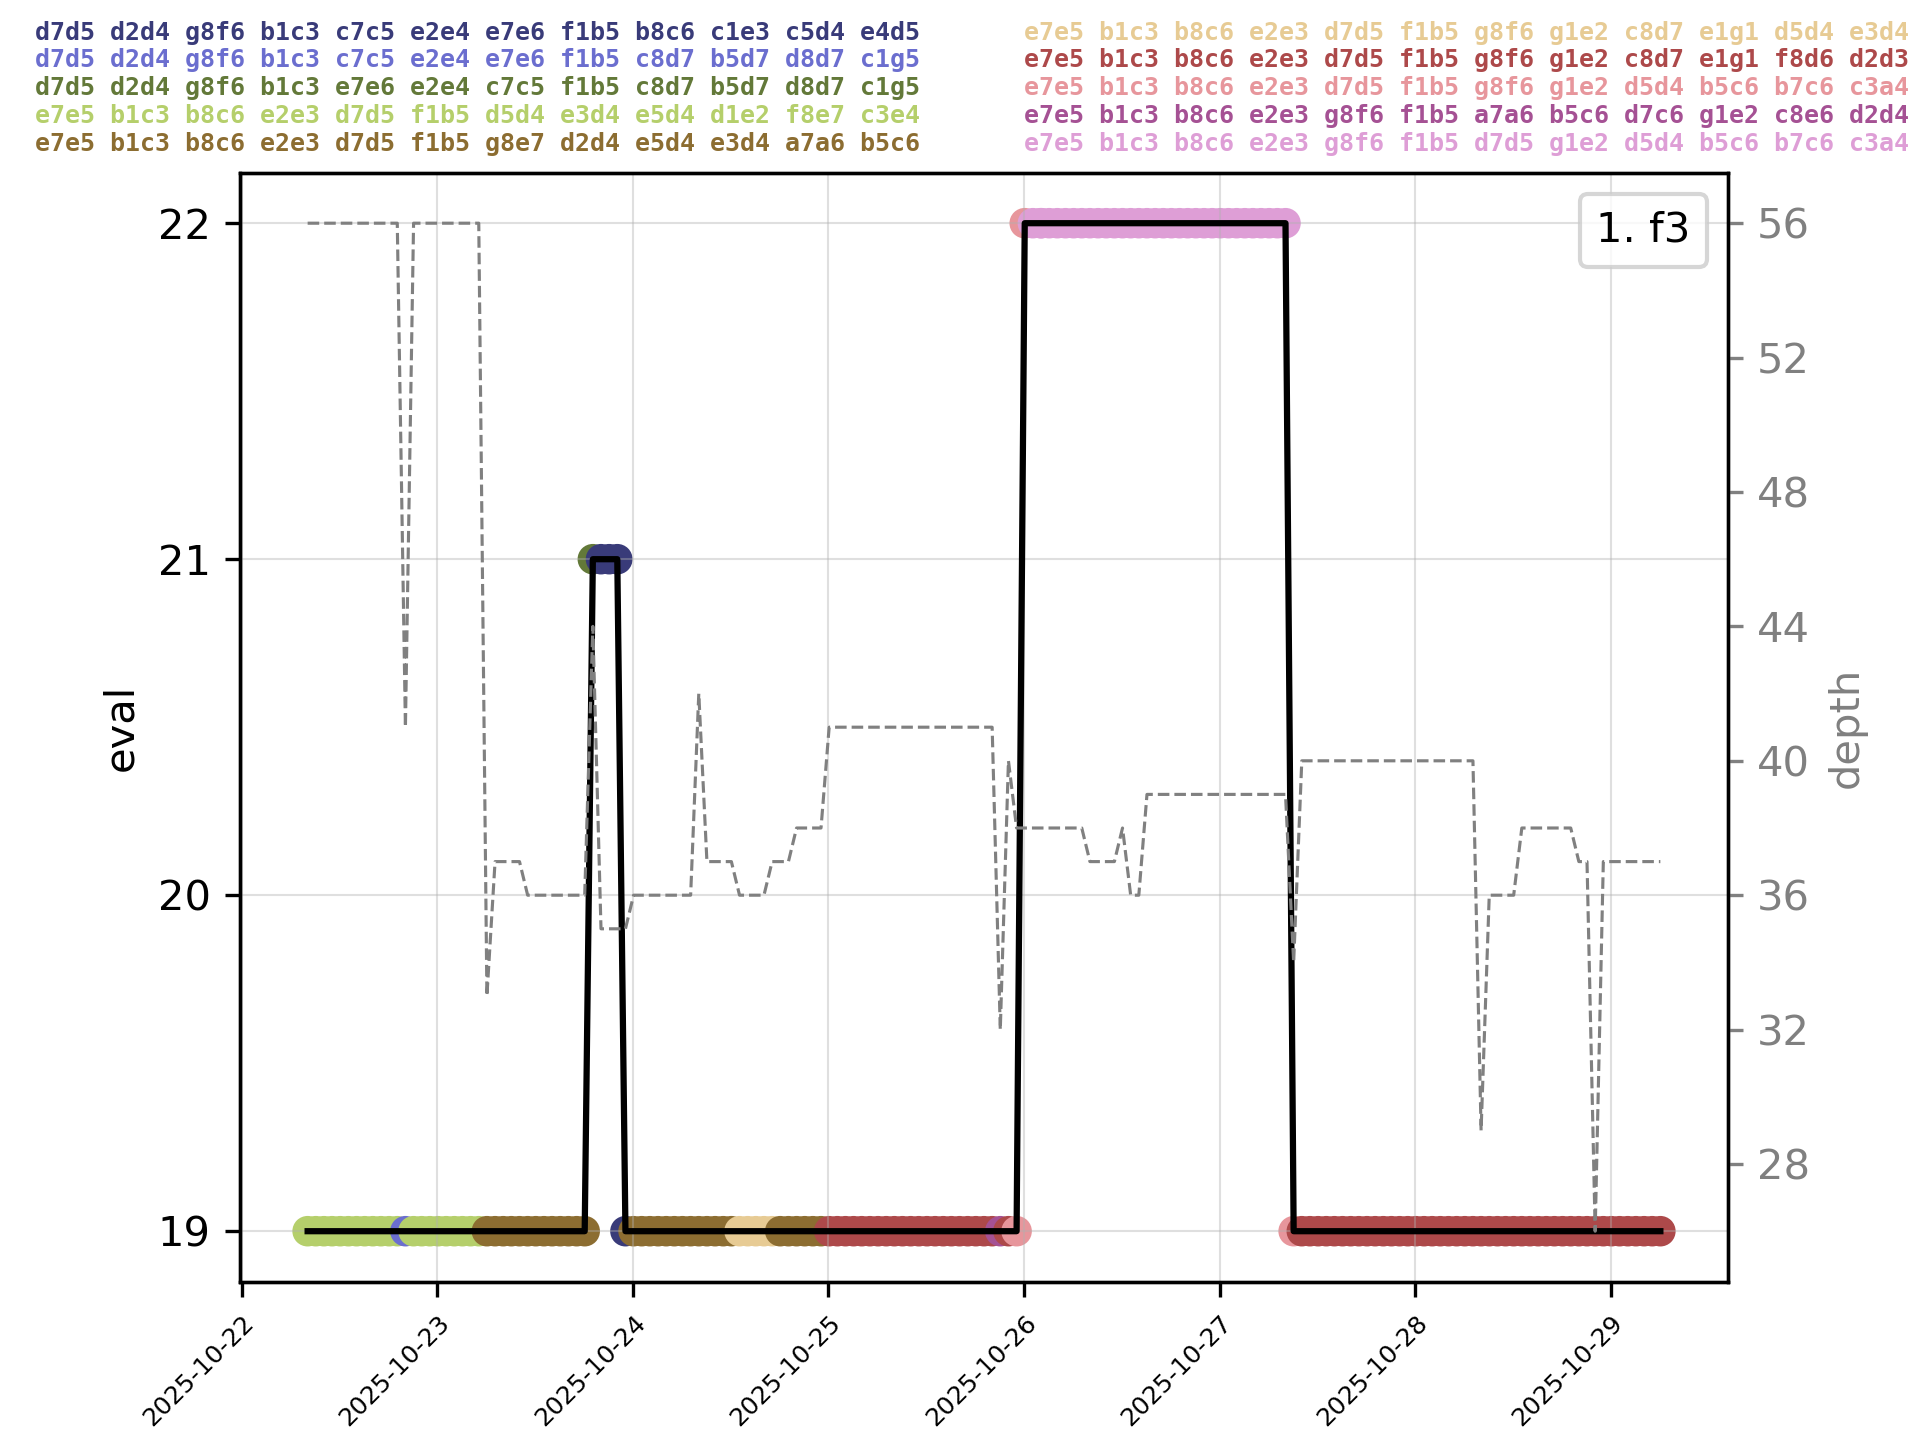 d7d5 d2d4 g8f6 b1c3 c7c5 e2e4 e7e6 f1b5 b8c6 c1e3 c5d4 e4d5
d7d5 d2d4 g8f6 b1c3 c7c5 e2e4 e7e6 f1b5 c8d7 b5d7 d8d7 c1g5
d7d5 d2d4 g8f6 b1c3 e7e6 e2e4 c7c5 f1b5 c8d7 b5d7 d8d7 c1g5
e7e5 b1c3 b8c6 e2e3 d7d5 f1b5 d5d4 e3d4 e5d4 d1e2 f8e7 c3e4
e7e5 b1c3 b8c6 e2e3 d7d5 f1b5 g8e7 d2d4 e5d4 e3d4 a7a6 b5c6
e7e5 b1c3 b8c6 e2e3 d7d5 f1b5 g8f6 g1e2 c8d7 e1g1 d5d4 e3d4
e7e5 b1c3 b8c6 e2e3 d7d5 f1b5 g8f6 g1e2 c8d7 e1g1 f8d6 d2d3
e7e5 b1c3 b8c6 e2e3 d7d5 f1b5 g8f6 g1e2 d5d4 b5c6 b7c6 c3a4
e7e5 b1c3 b8c6 e2e3 g8f6 f1b5 a7a6 b5c6 d7c6 g1e2 c8e6 d2d4
e7e5 b1c3 b8c6 e2e3 g8f6 f1b5 d7d5 g1e2 d5d4 b5c6 b7c6 c3a4
1. f3
22
21
20
19
eval
56
52
48
44
40
36
32
28
depth
2025-10-22
2025-10-23
2025-10-24
2025-10-25
2025-10-26
2025-10-27
2025-10-28
2025-10-29